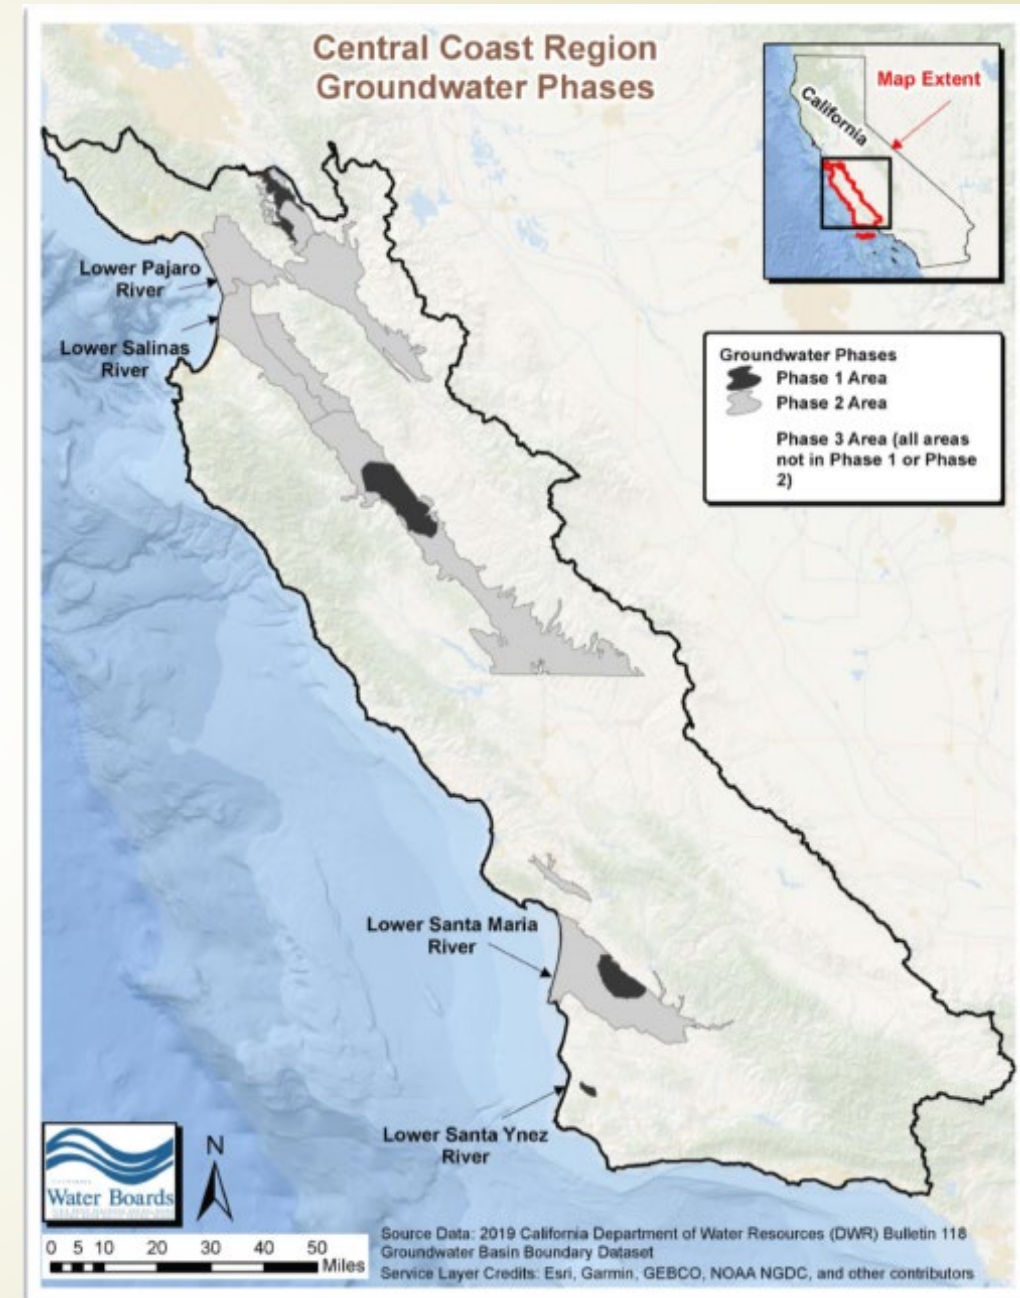 Central Coast Region
Groundwater Phases
Map Extent
California
Lower Pajaro
River
Lower Salinas
River
Groundwater Phases
Phase 1 Area
Phase 2 Area
Phase 3 Area (all areas
not in Phase 1 or Phase
2)
Lower Santa Maria
River
Lower Santa Ynez
River
Water Boards
N
0 5 10 20 30 40 50
Miles
Source Data: 2019 California Department of Water Resources (DWR) Bulletin 118
Groundwater Basin Boundary Dataset
Service Layer Credits: Esri, Garmin, GEBCO, NOAA NGDC, and other contributors